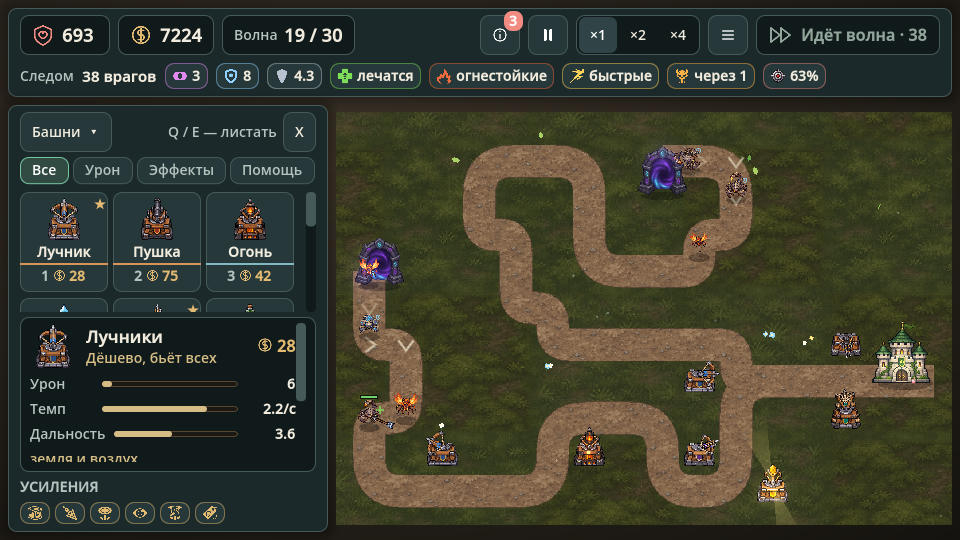 693
7224
Волна 19 / 30
3
×1
×2
×4
Идёт волна · 38
Следом 38 врагов
3
8
4.3
лечатся
огнестойкие
быстрые
через 1
63%
Башни ▼
Q / E — листать
X
Все
Урон
Эффекты
Помощь
Лучник
Пушка
Огонь
1 28
2 75
3 42
Лучники
28
Дёшево, бьёт всех
Урон 6
Темп 2.2/с
Дальность 3.6
земля и воздух
УСИЛЕНИЯ